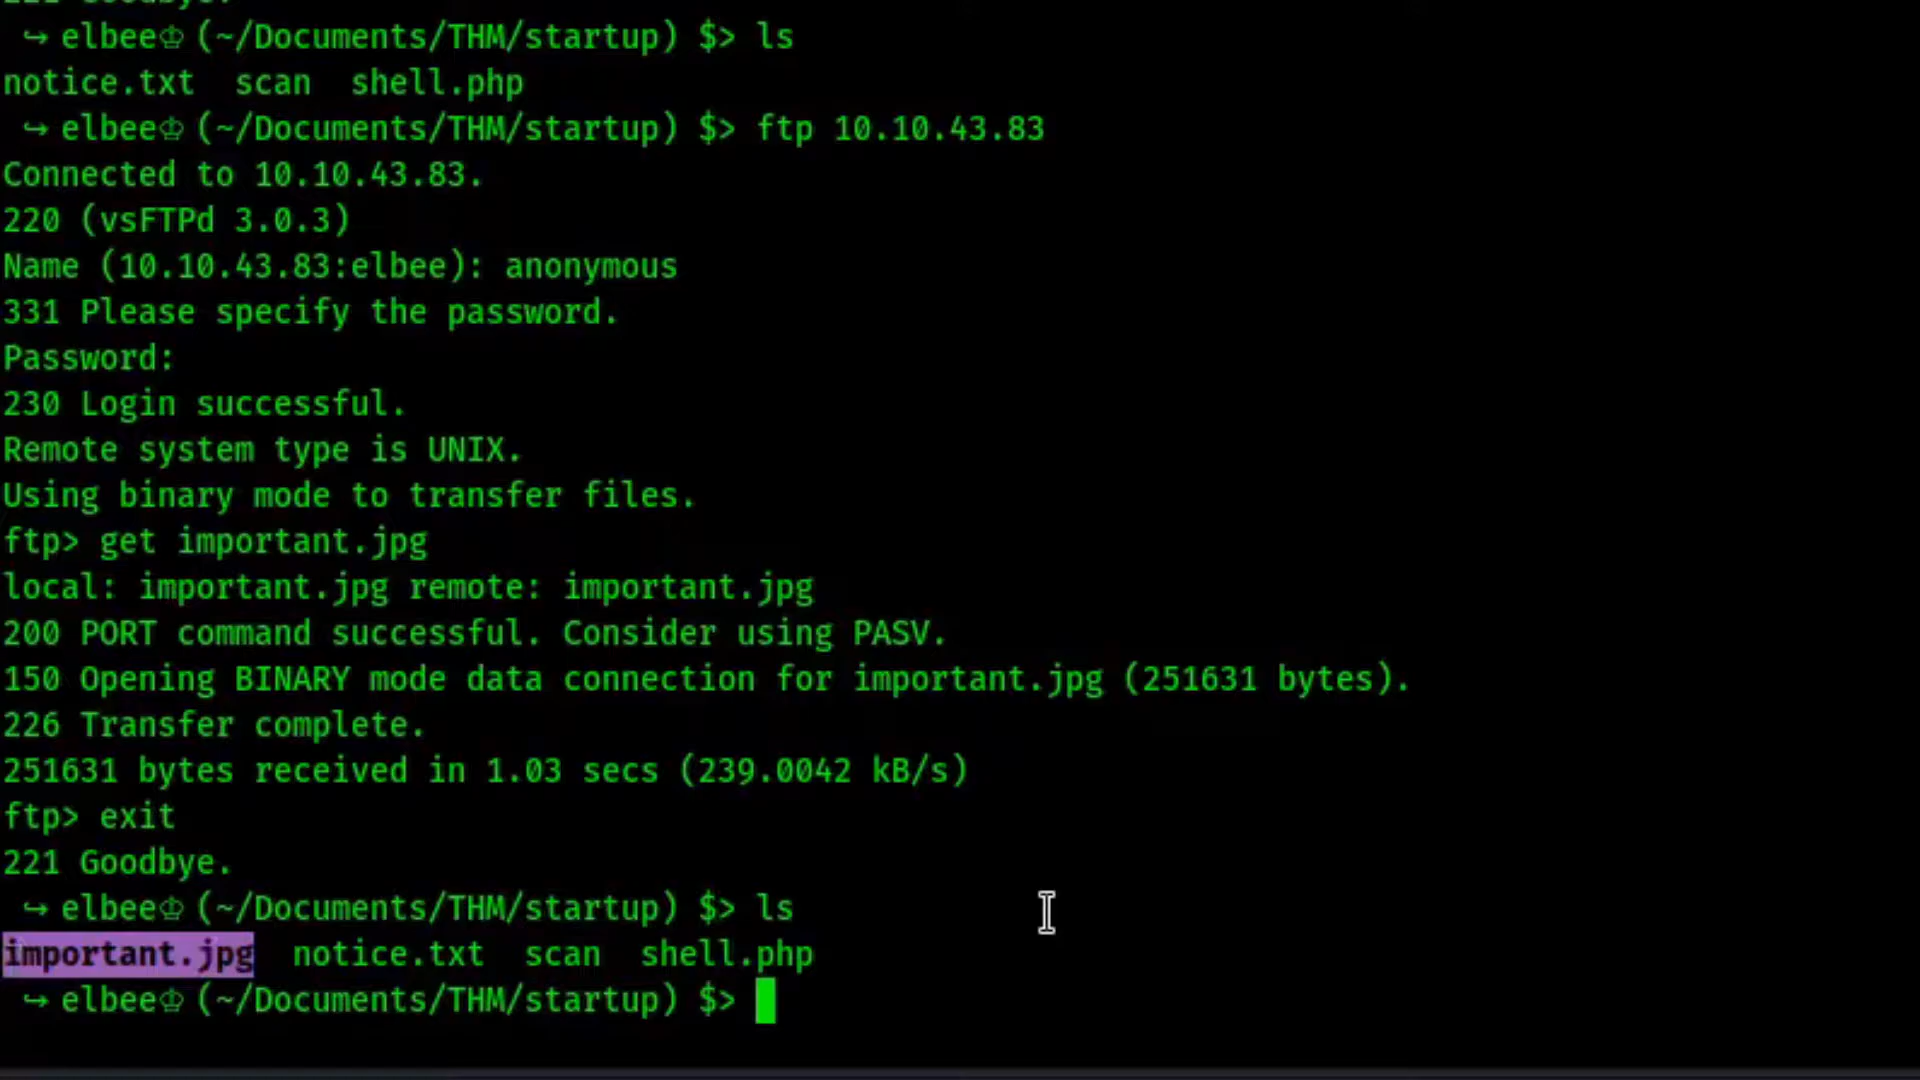 221 Goodbye.
↪ elbee♔ (~/Documents/THM/startup) $> ls
notice.txt  scan  shell.php
↪ elbee♔ (~/Documents/THM/startup) $> ftp 10.10.43.83
Connected to 10.10.43.83.
220 (vsFTPd 3.0.3)
Name (10.10.43.83:elbee): anonymous
331 Please specify the password.
Password:
230 Login successful.
Remote system type is UNIX.
Using binary mode to transfer files.
ftp> get important.jpg
local: important.jpg remote: important.jpg
200 PORT command successful. Consider using PASV.
150 Opening BINARY mode data connection for important.jpg (251631 bytes).
226 Transfer complete.
251631 bytes received in 1.03 secs (239.0042 kB/s)
ftp> exit
221 Goodbye.
↪ elbee♔ (~/Documents/THM/startup) $> ls
important.jpg  notice.txt  scan  shell.php
↪ elbee♔ (~/Documents/THM/startup) $>